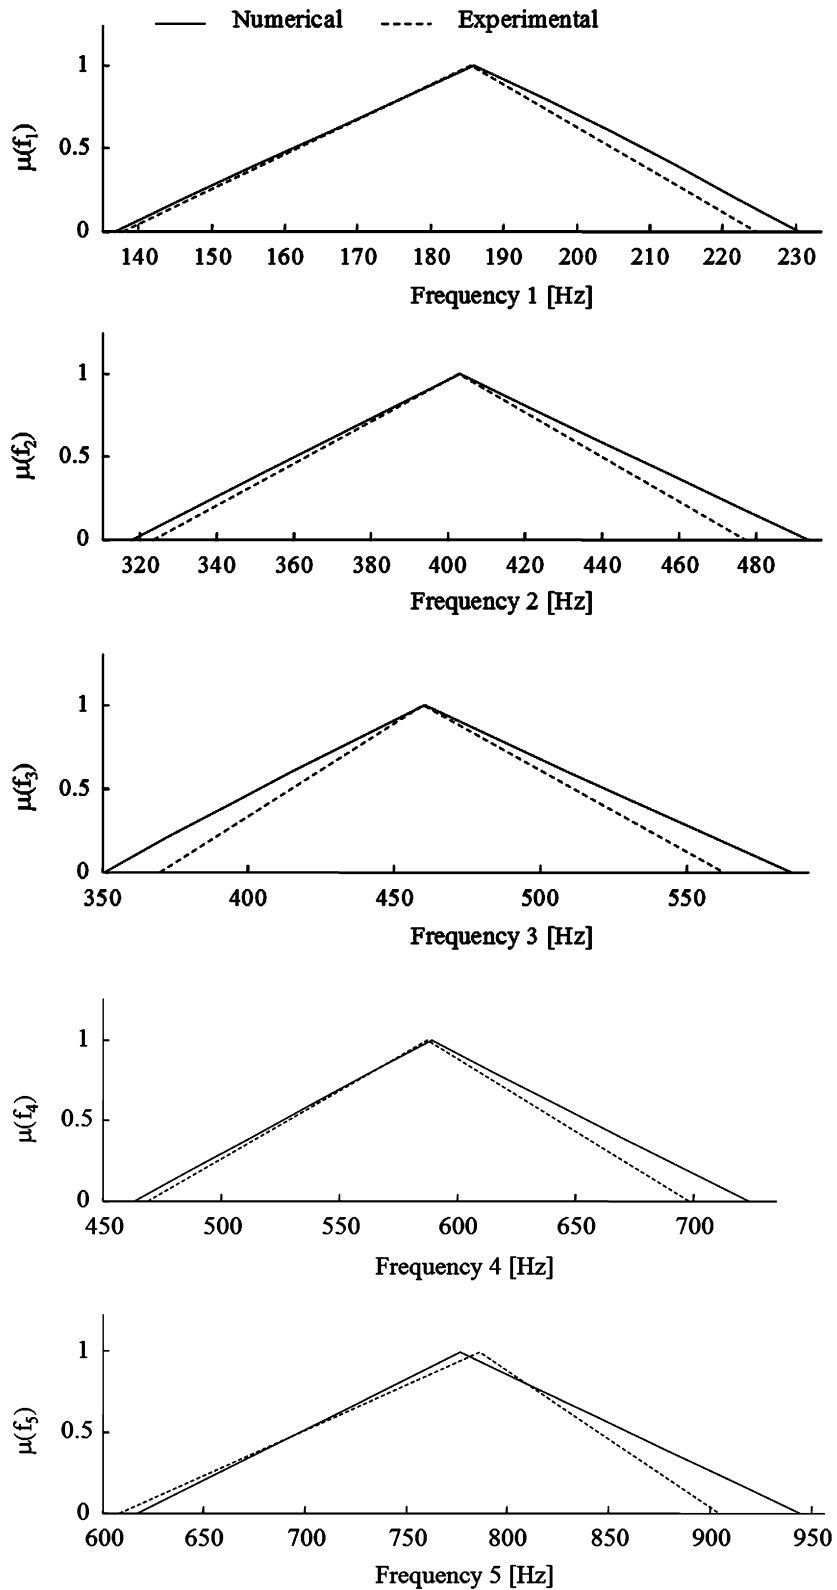 Numerical Experimental
μ(f1)
1
0.5
0
140 150 160 170 180 190 200 210 220 230
Frequency 1 [Hz]
μ(f2)
1
0.5
0
320 340 360 380 400 420 440 460 480
Frequency 2 [Hz]
μ(f3)
1
0.5
0
350 400 450 500 550
Frequency 3 [Hz]
μ(f4)
1
0.5
0
450 500 550 600 650 700
Frequency 4 [Hz]
μ(f5)
1
0.5
0
600 650 700 750 800 850 900 950
Frequency 5 [Hz]